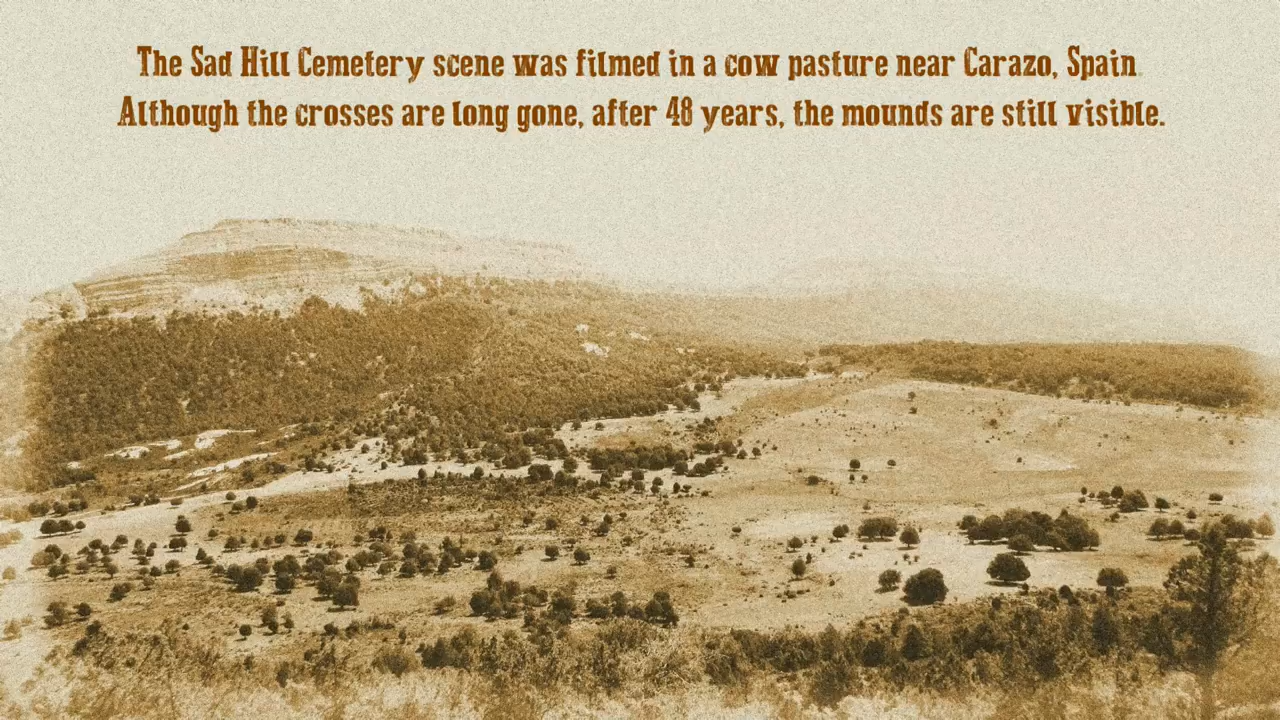 The Sad Hill Cemetery scene was filmed in a cow pasture near Carazo, Spain
Although the crosses are long gone, after 48 years, the mounds are still visible.